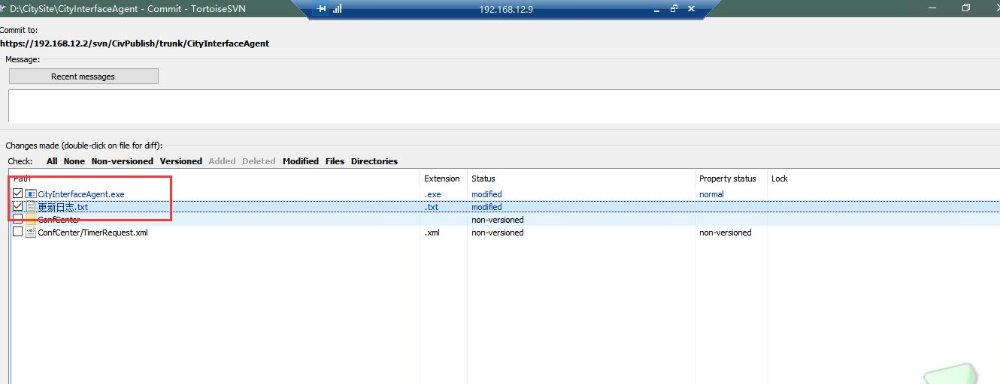 D:\CitySite\CityInterfaceAgent - Commit - TortoiseSVN
192.168.12.9
Commit to:
https://192.168.12.2/svn/CivPublish/trunk/CityInterfaceAgent
Message:
Recent messages
Changes made (double-click on file for diff):
Check: All None Non-versioned Versioned Added Deleted Modified Files Directories
Path Extension Status Property status Lock
CityInterfaceAgent.exe .exe modified normal
更新日志.txt .txt modified
ConfCenter non-versioned
ConfCenter/TimerRequest.xml .xml non-versioned non-versioned